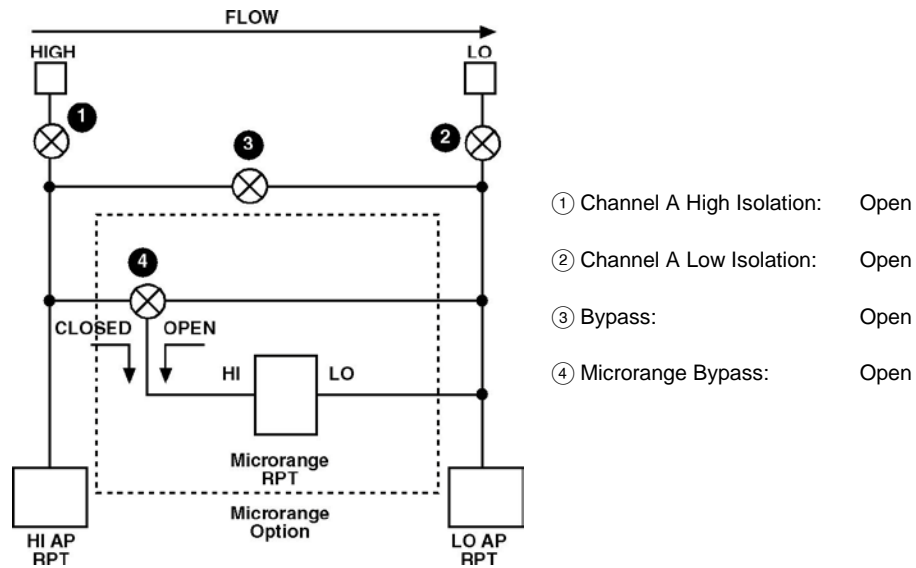 FLOW
HIGH
LO
1
2
3
① Channel A High Isolation: Open
② Channel A Low Isolation: Open
③ Bypass: Open
④ Microrange Bypass: Open
4
CLOSED OPEN
HI LO
Microrange
RPT
Microrange
Option
HI AP
RPT
LO AP
RPT